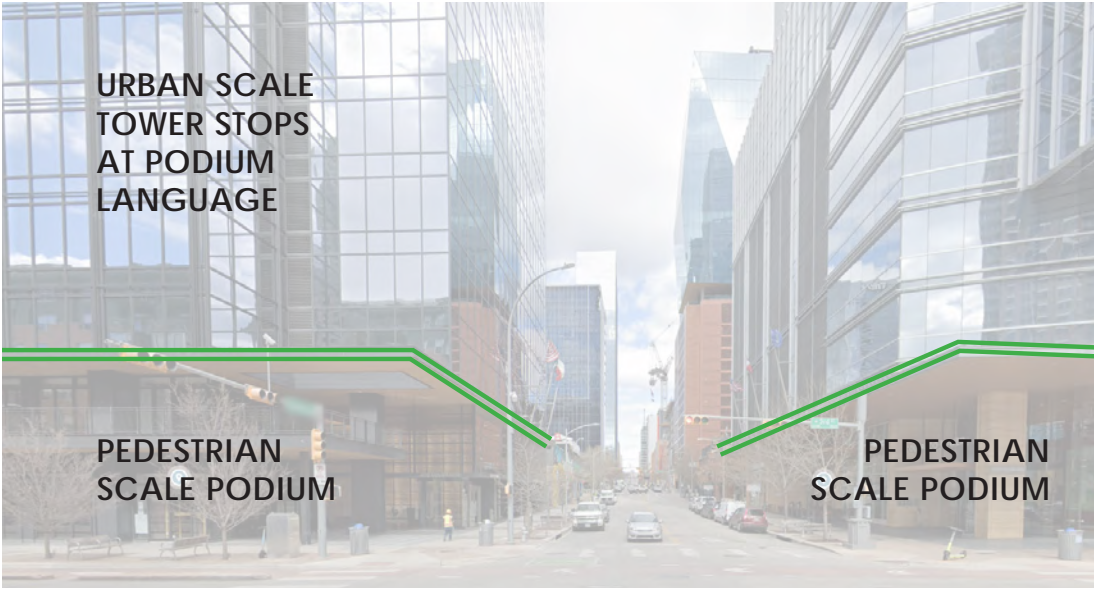 URBAN SCALE
TOWER STOPS
AT PODIUM
LANGUAGE
PEDESTRIAN
SCALE PODIUM
PEDESTRIAN
SCALE PODIUM